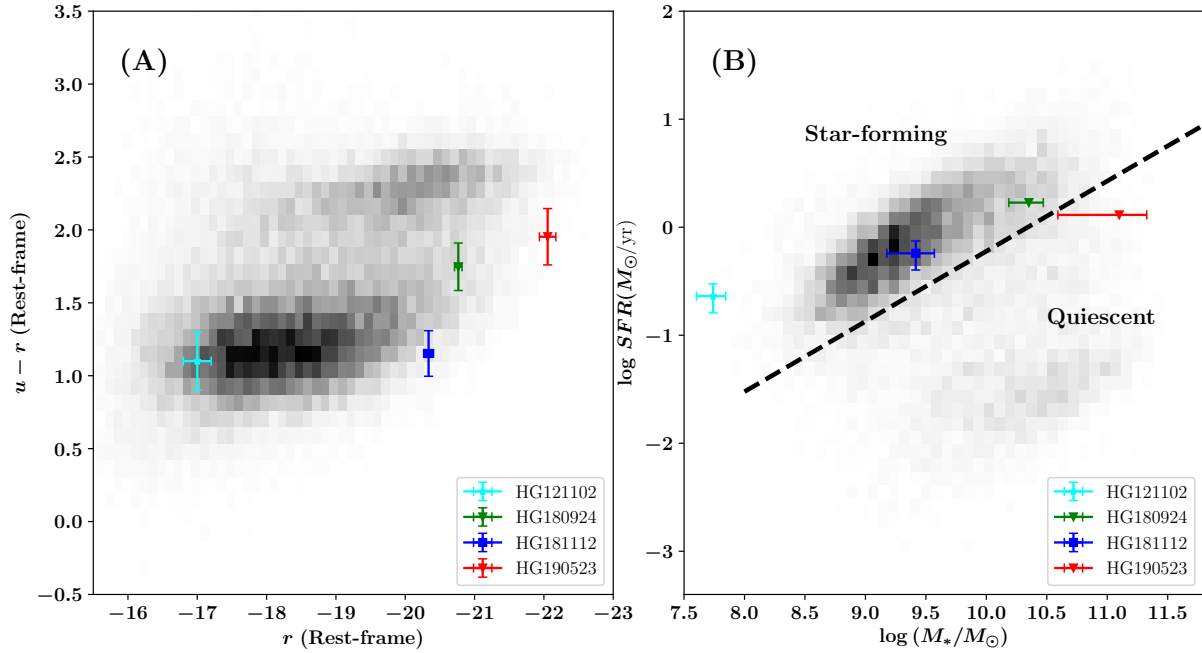 (A)
3.5
3.0
2.5
2.0
1.5
1.0
0.5
0.0
−0.5
u − r (Rest-frame)
−16 −17 −18 −19 −20 −21 −22 −23
r (Rest-frame)
HG121102
HG180924
HG181112
HG190523
(B)
2
1
0
−1
−2
−3
log SFR(M⊙/yr)
Star-forming
Quiescent
7.5 8.0 8.5 9.0 9.5 10.0 10.5 11.0 11.5
log (M*/M⊙)
HG121102
HG180924
HG181112
HG190523